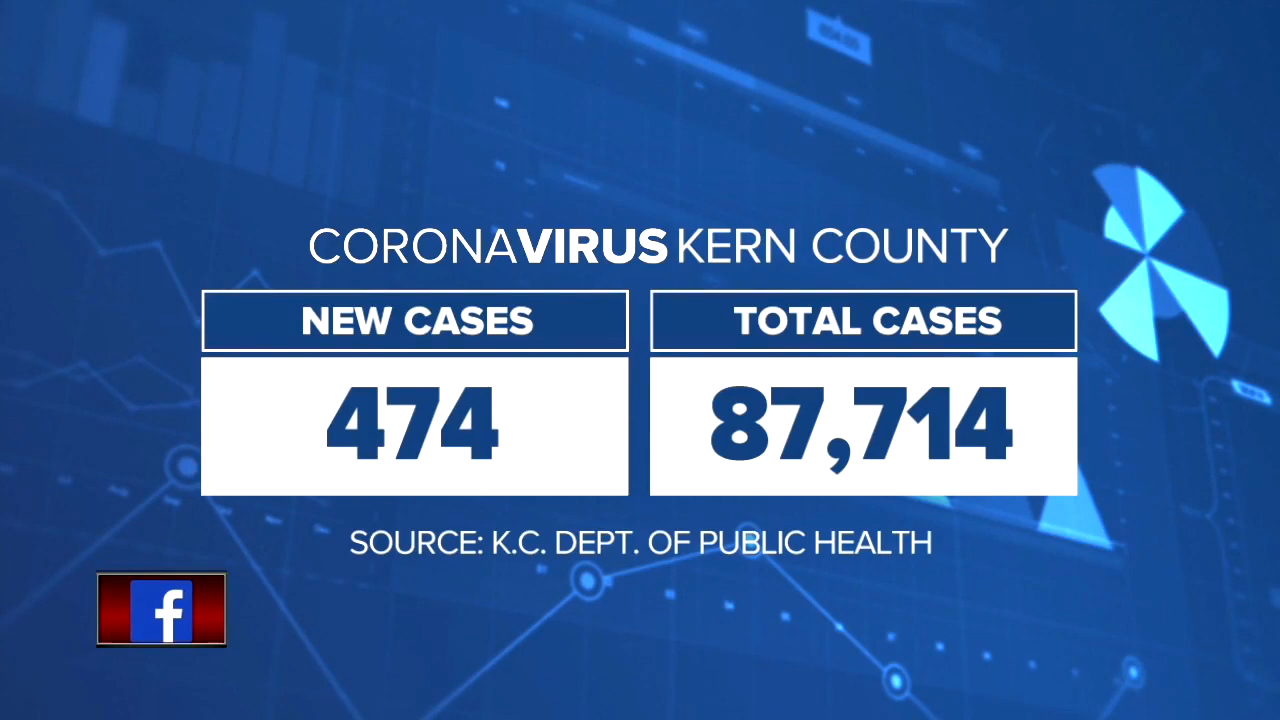 CORONAVIRUS KERN COUNTY
NEW CASES
TOTAL CASES
474
87,714
SOURCE: K.C. DEPT. OF PUBLIC HEALTH
f